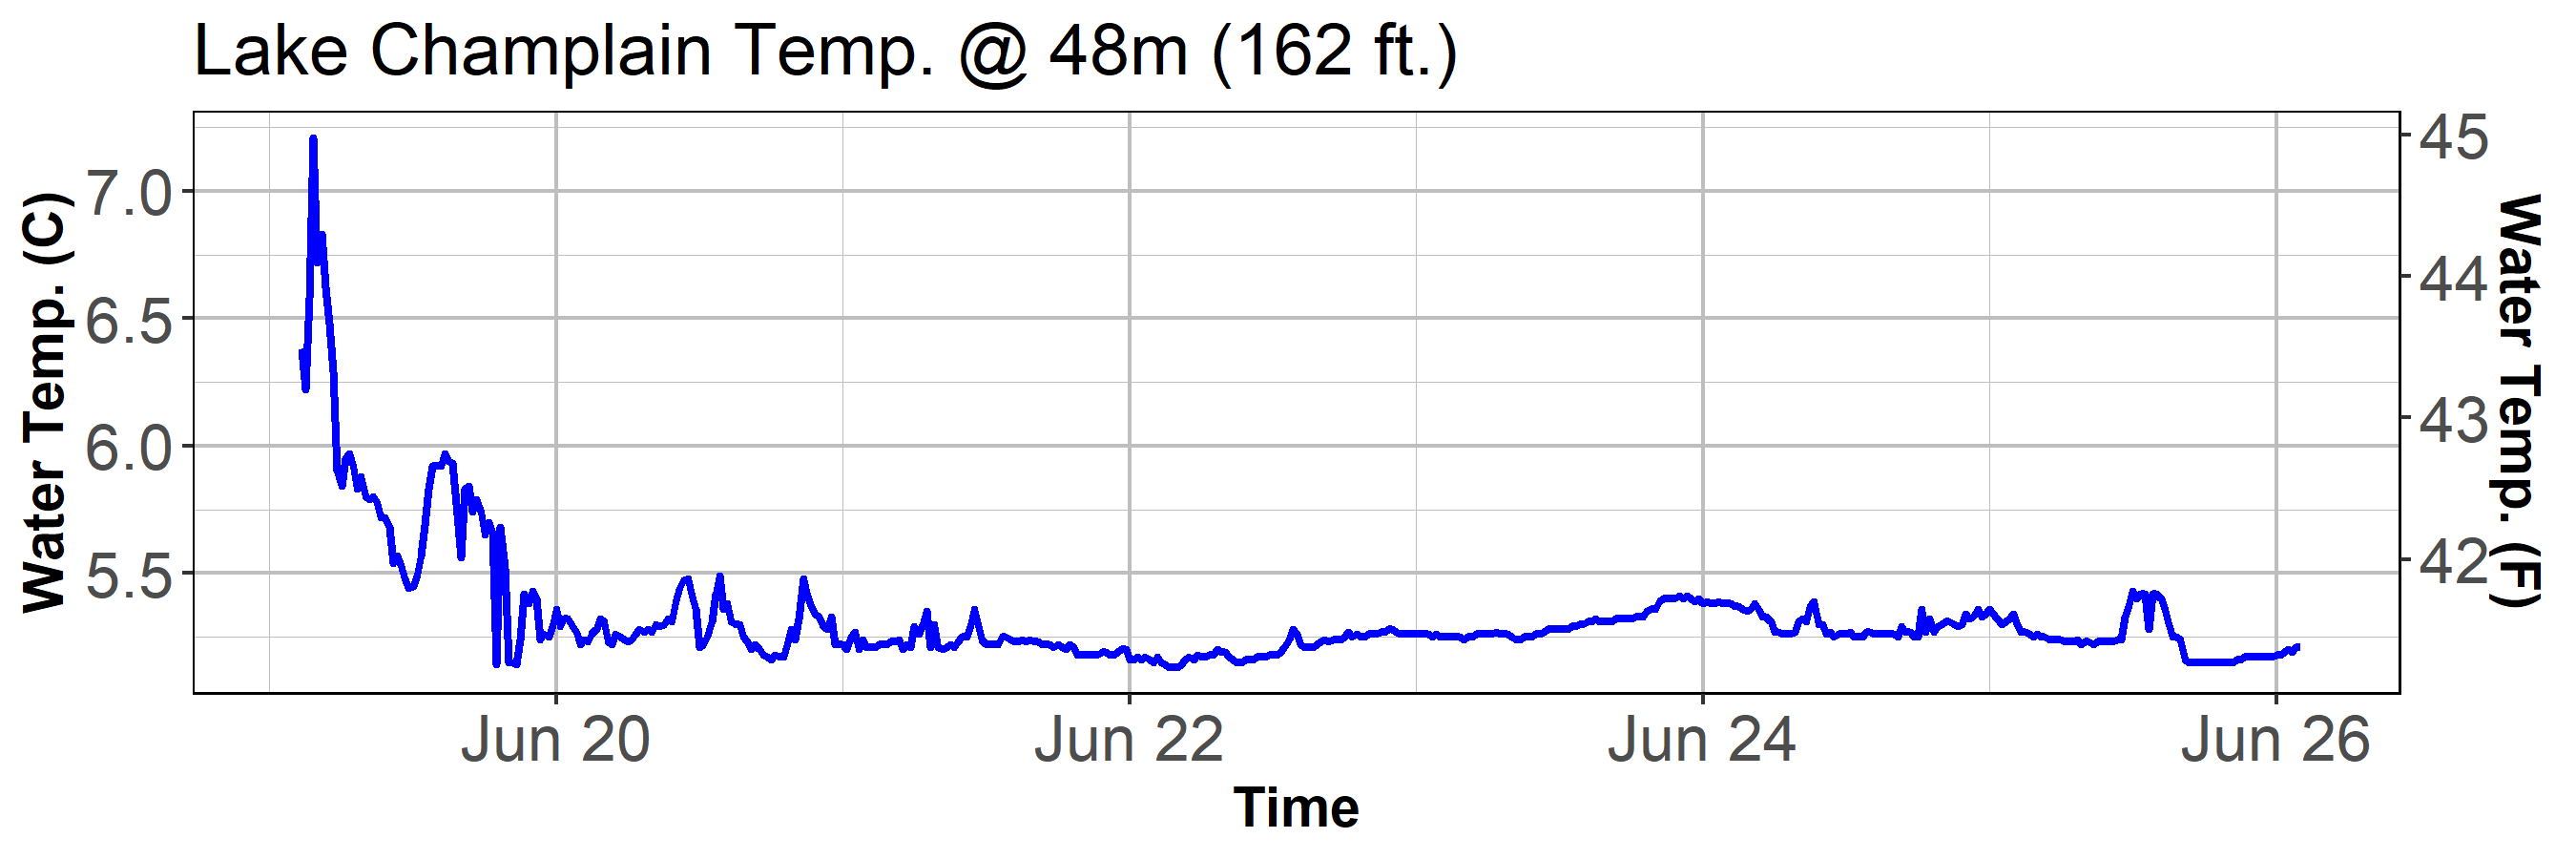 Lake Champlain Temp. @ 48m (162 ft.)
Water Temp. (C)
7.0
6.5
6.0
5.5
45
44
43
42
Water Temp. (F)
Jun 20
Jun 22
Jun 24
Jun 26
Time